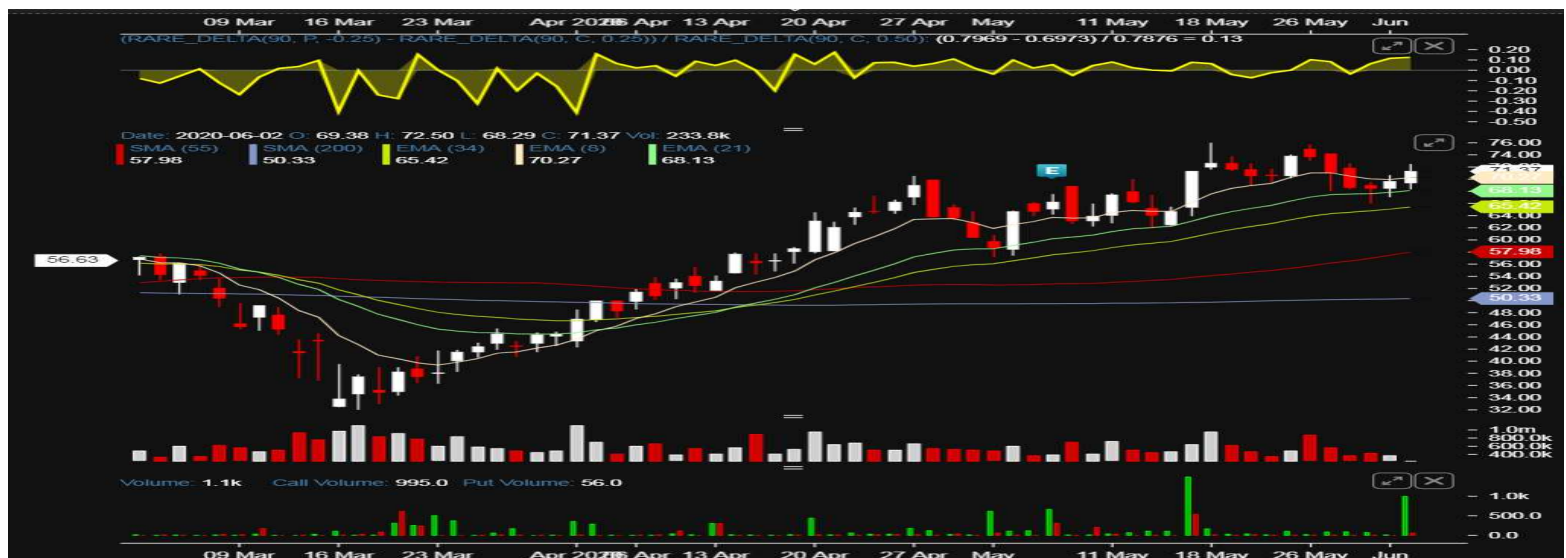 09 Mar 16 Mar 23 Mar Apr 2020 06 Apr 13 Apr 20 Apr 27 Apr May 11 May 18 May 26 May Jun
(RARE_DELTA(90, P, -0.25) - RARE_DELTA(90, C, 0.25)) / RARE_DELTA(90, C, 0.50): (0.7969 - 0.6973) / 0.7876 = 0.13
0.20
0.10
0.00
-0.10
-0.20
-0.30
-0.40
-0.50
Date: 2020-06-02 O: 69.38 H: 72.50 L: 68.29 C: 71.37 Vol: 233.8k
SMA (55) SMA (200) EMA (34) EMA (8) EMA (21)
57.98 50.33 65.42 70.27 68.13
76.00
74.00
71.37
70.27
68.13
65.42
64.00
62.00
60.00
57.98
56.00
54.00
52.00
50.33
48.00
46.00
44.00
42.00
40.00
38.00
36.00
34.00
32.00
56.63
E
1.0m
800.0k
600.0k
400.0k
Volume: 1.1k Call Volume: 995.0 Put Volume: 56.0
1.0k
500.0
0.0
09 Mar 16 Mar 23 Mar Apr 2020 06 Apr 13 Apr 20 Apr 27 Apr May 11 May 18 May 26 May Jun